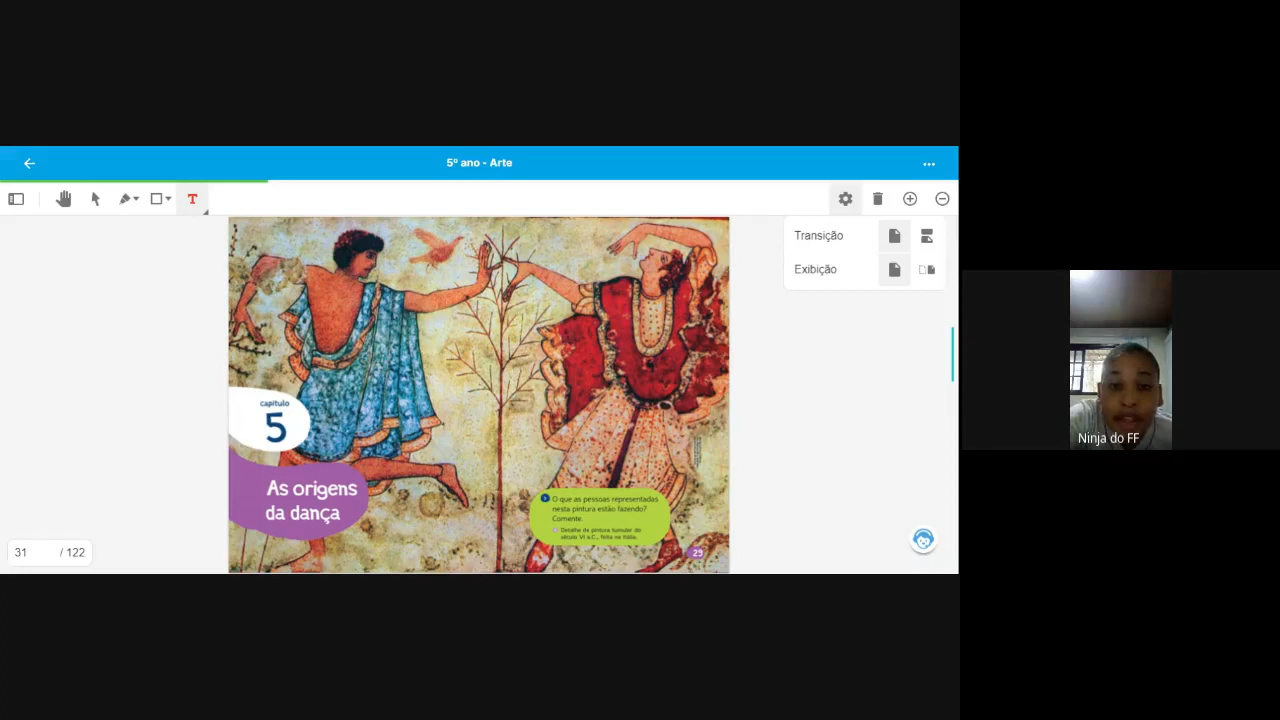 5º ano - Arte
Transição
Exibição
capítulo
5
As origens
da dança
O que as pessoas representadas
nesta pintura estão fazendo?
Comente.
Detalhe de pintura tumular do
século VI a.C., feita na Itália.
29
31 / 122
Ninja do FF